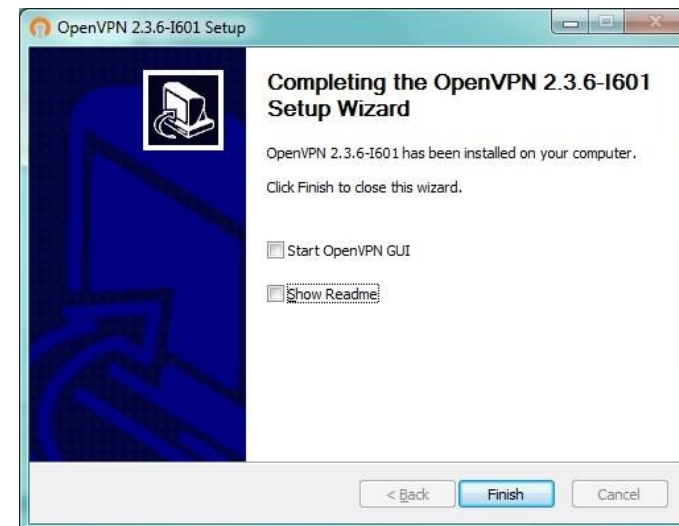 OpenVPN 2.3.6-I601 Setup
Completing the OpenVPN 2.3.6-I601
Setup Wizard
OpenVPN 2.3.6-I601 has been installed on your computer.
Click Finish to close this wizard.
Start OpenVPN GUI
Show Readme
< Back
Finish
Cancel